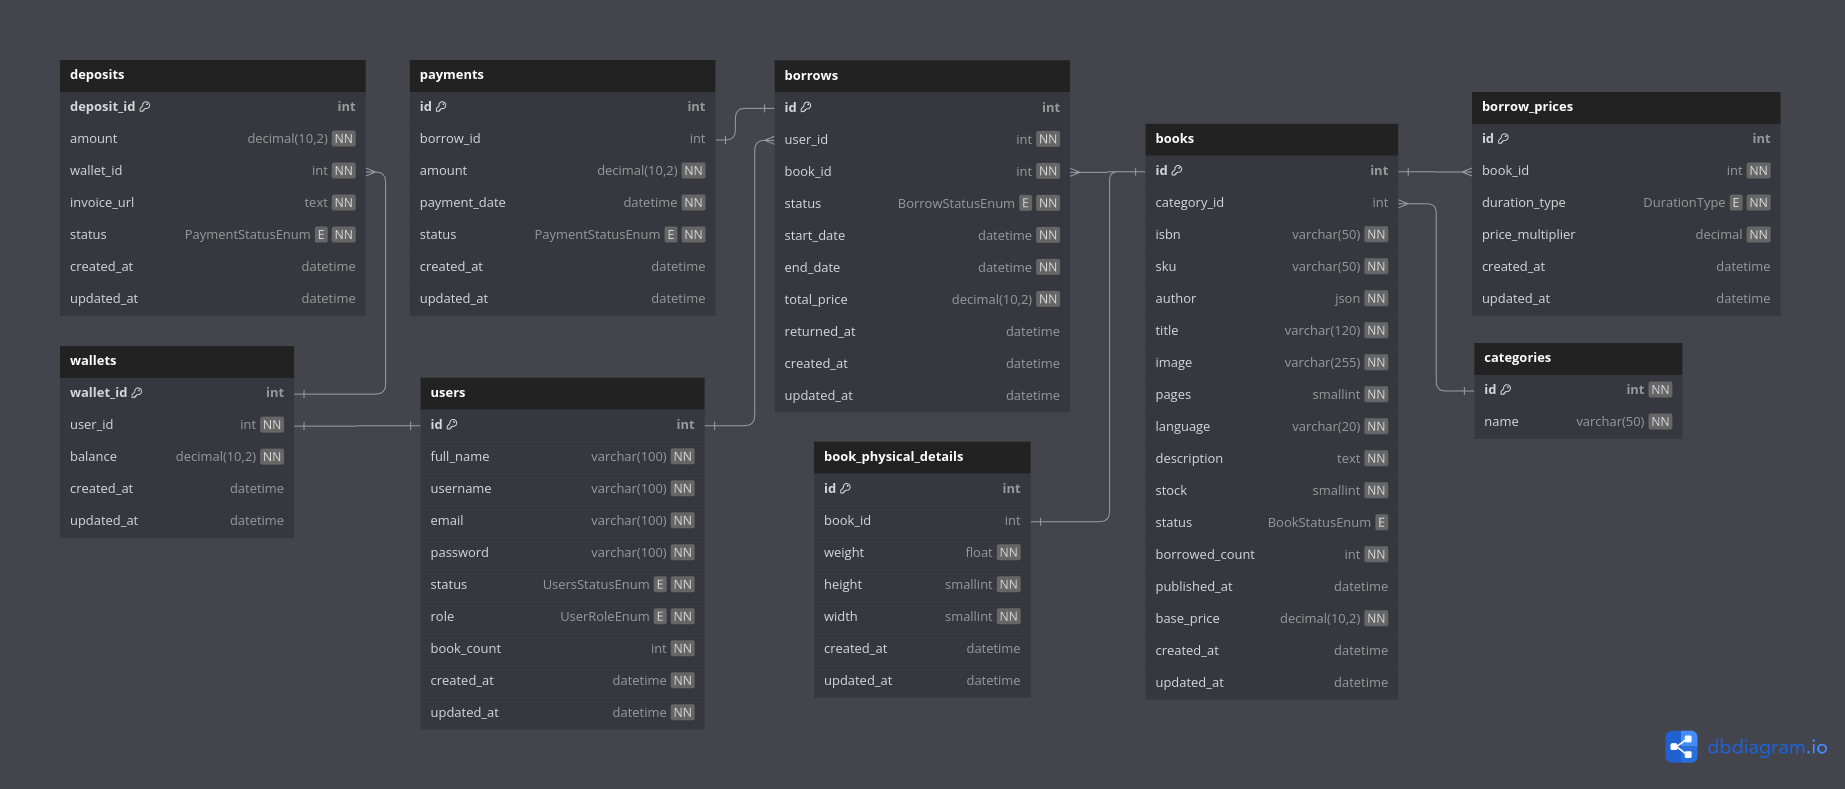 deposits
deposit_id int
amount decimal(10,2) NN
wallet_id int NN
invoice_url text NN
status PaymentStatusEnum E NN
created_at datetime
updated_at datetime
payments
id int
borrow_id int
amount decimal(10,2) NN
payment_date datetime NN
status PaymentStatusEnum E NN
created_at datetime
updated_at datetime
borrows
id int
user_id int NN
book_id int NN
status BorrowStatusEnum E NN
start_date datetime NN
end_date datetime NN
total_price decimal(10,2) NN
returned_at datetime
created_at datetime
updated_at datetime
books
id int
category_id int
isbn varchar(50) NN
sku varchar(50) NN
author json NN
title varchar(120) NN
image varchar(255) NN
pages smallint NN
language varchar(20) NN
description text NN
stock smallint NN
status BookStatusEnum E
borrowed_count int NN
published_at datetime
base_price decimal(10,2) NN
created_at datetime
updated_at datetime
borrow_prices
id int
book_id int NN
duration_type DurationType E NN
price_multiplier decimal NN
created_at datetime
updated_at datetime
wallets
wallet_id int
user_id int NN
balance decimal(10,2) NN
created_at datetime
updated_at datetime
users
id int
full_name varchar(100) NN
username varchar(100) NN
email varchar(100) NN
password varchar(100) NN
status UsersStatusEnum E NN
role UserRoleEnum E NN
book_count int NN
created_at datetime NN
updated_at datetime NN
book_physical_details
id int
book_id int
weight float NN
height smallint NN
width smallint NN
created_at datetime
updated_at datetime
categories
id int NN
name varchar(50) NN
dbdiagram.io